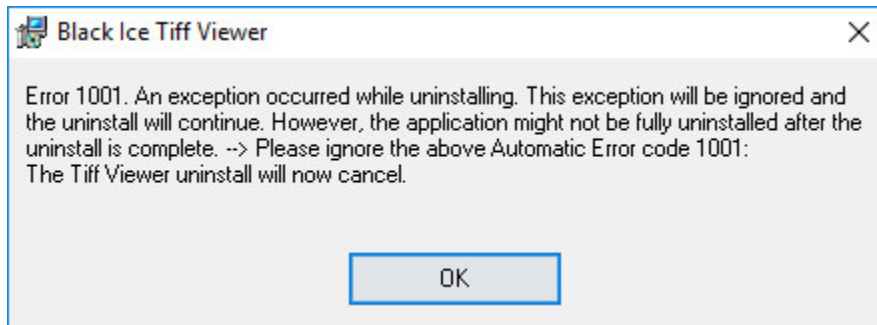 Black Ice Tiff Viewer
Error 1001. An exception occurred while uninstalling. This exception will be ignored and
the uninstall will continue. However, the application might not be fully uninstalled after the
uninstall is complete. --> Please ignore the above Automatic Error code 1001:
The Tiff Viewer uninstall will now cancel.
OK